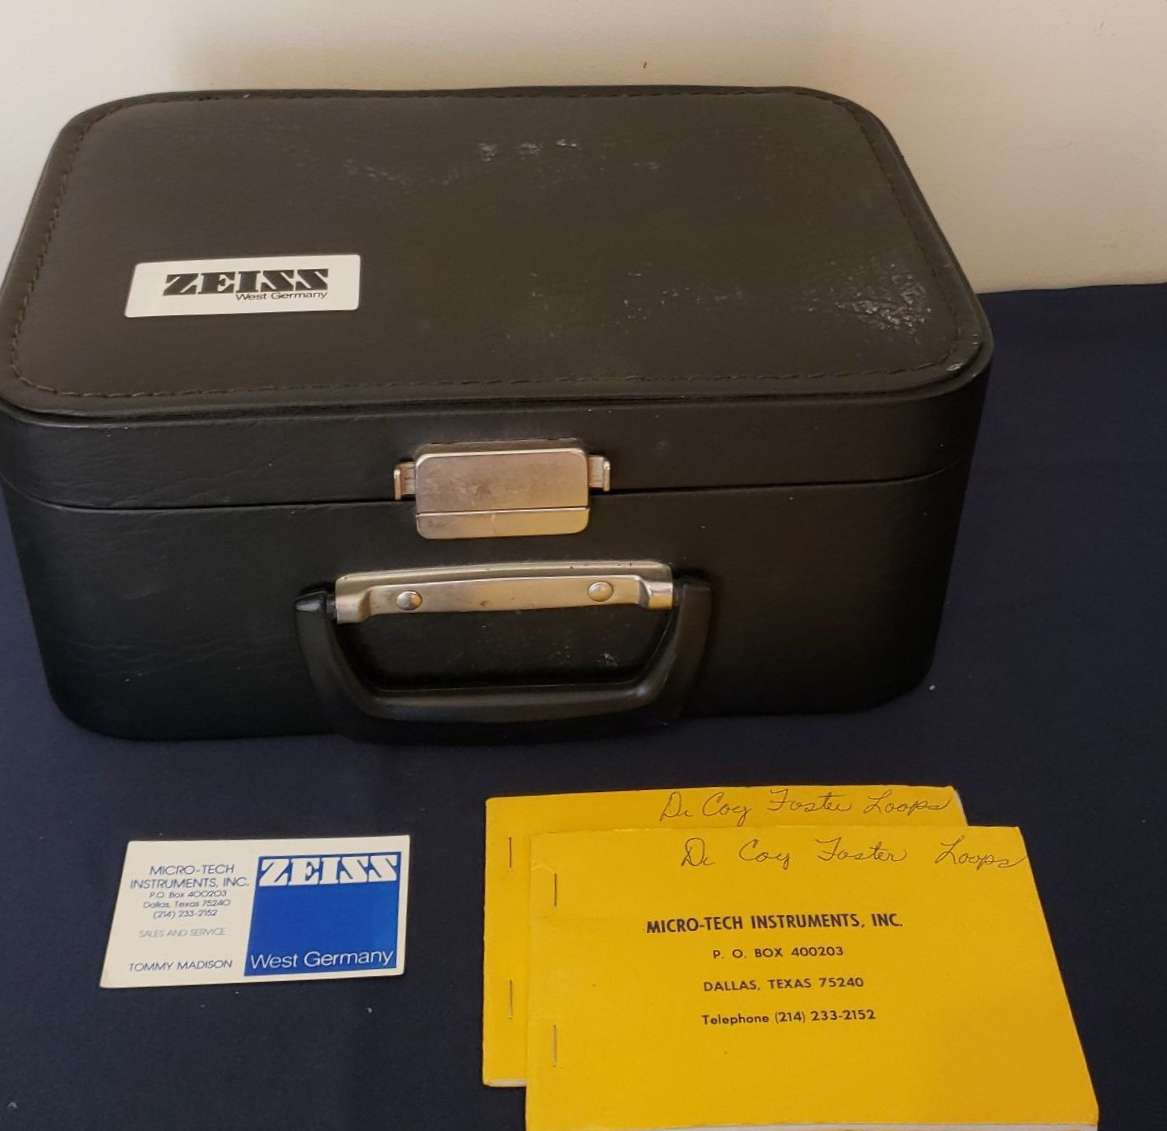 ZEISS
West Germany
MICRO-TECH
INSTRUMENTS, INC.
P.O. Box 400203
Dallas, Texas 75240
(214) 233-2152
SALES AND SERVICE
TOMMY MADISON
ZEISS
West Germany
Dr Coy Foster Loops
Dr Coy Foster Loops
MICRO-TECH INSTRUMENTS, INC.
P. O. BOX 400203
DALLAS, TEXAS 75240
Telephone (214) 233-2152